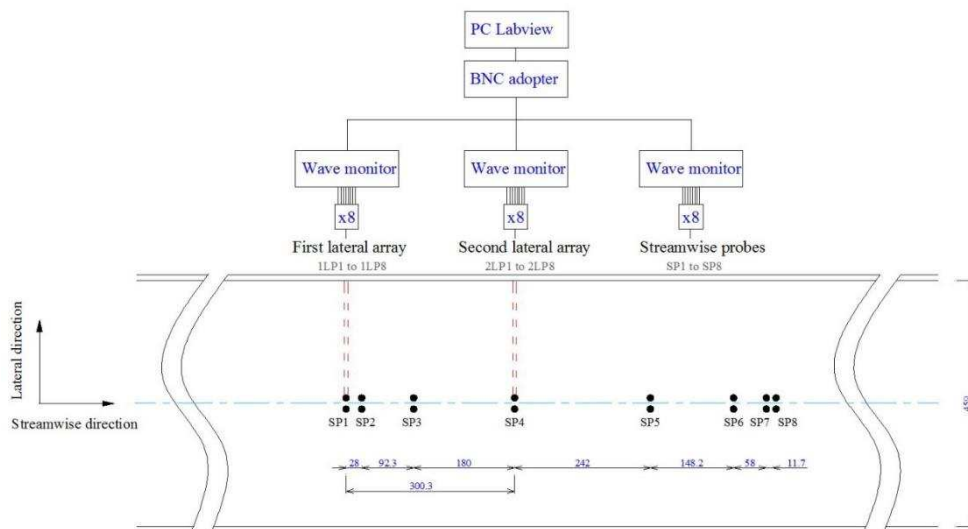 PC Labview
BNC adopter
Wave monitor
Wave monitor
Wave monitor
x8
x8
x8
First lateral array
Second lateral array
Streamwise probes
1LP1 to 1LP8
2LP1 to 2LP8
SP1 to SP8
Lateral direction
Streamwise direction
SP1
SP2
SP3
SP4
SP5
SP6
SP7
SP8
28
92.3
180
242
148.2
58
11.7
300.3